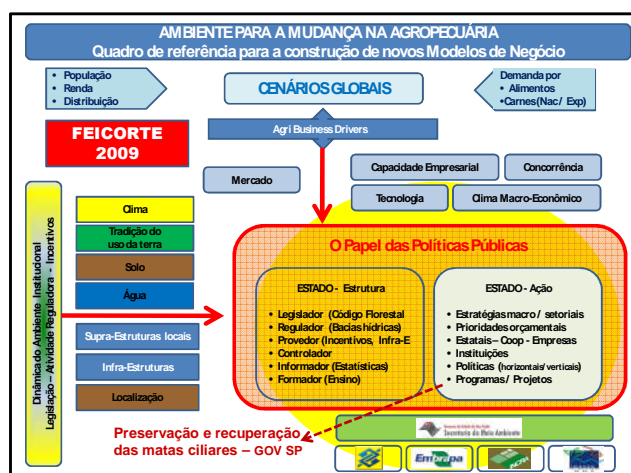 AMBIENTE PARA A MUDANÇA NA AGROPECUÁRIA
Quadro de referência para a construção de novos Modelos de Negócio
• População
• Renda
• Distribuição
CENÁRIOS GLOBAIS
Demanda por
• Alimentos
•Carnes(Nac/ Exp)
Agri Business Drivers
FEICORTE
2009
Mercado
Capacidade Empresarial
Concorrência
Tecnologia
Clima Macro-Econômico
Dinâmica do Ambiente Institucional
Legislação – Atividade Reguladora - Incentivos
Clima
Tradição do
uso da terra
Solo
Água
Supra-Estruturas locais
Infra-Estruturas
Localização
O Papel das Políticas Públicas
ESTADO - Estrutura
• Legislador (Código Florestal
• Regulador (Bacias hídricas)
• Provedor (Incentivos, Infra-E
• Controlador
• Informador (Estatísticas)
• Formador (Ensino)
ESTADO - Ação
• Estratégias macro / setoriais
• Prioridades orçamentais
• Estatais – Coop - Empresas
• Instituições
• Políticas (horizontais/ verticais)
• Programas / Projetos
Preservação e recuperação
das matas ciliares – GOV SP
Secretaria do Meio Ambiente
Embrapa